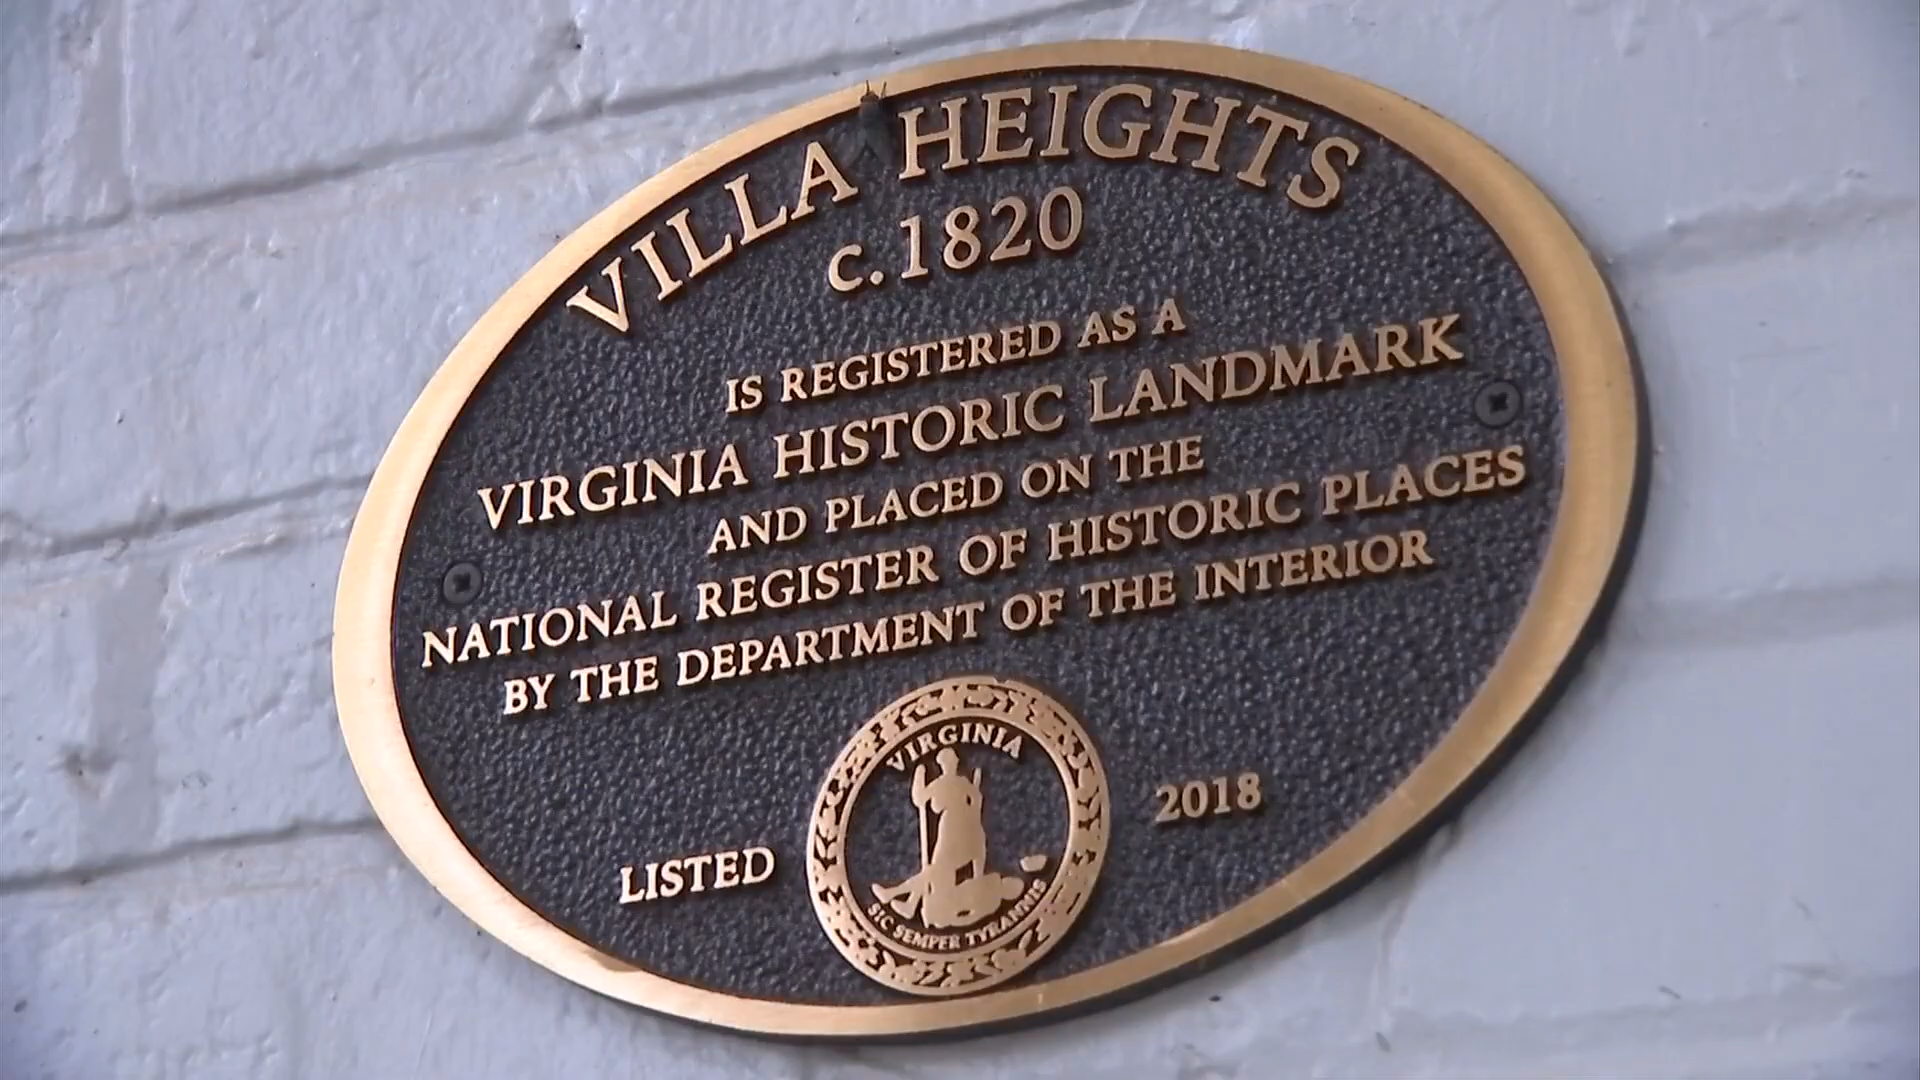 VILLA HEIGHTS
c.1820
IS REGISTERED AS A
VIRGINIA HISTORIC LANDMARK
AND PLACED ON THE
NATIONAL REGISTER OF HISTORIC PLACES
BY THE DEPARTMENT OF THE INTERIOR
VIRGINIA
SIC SEMPER TYRANNIS
LISTED 2018